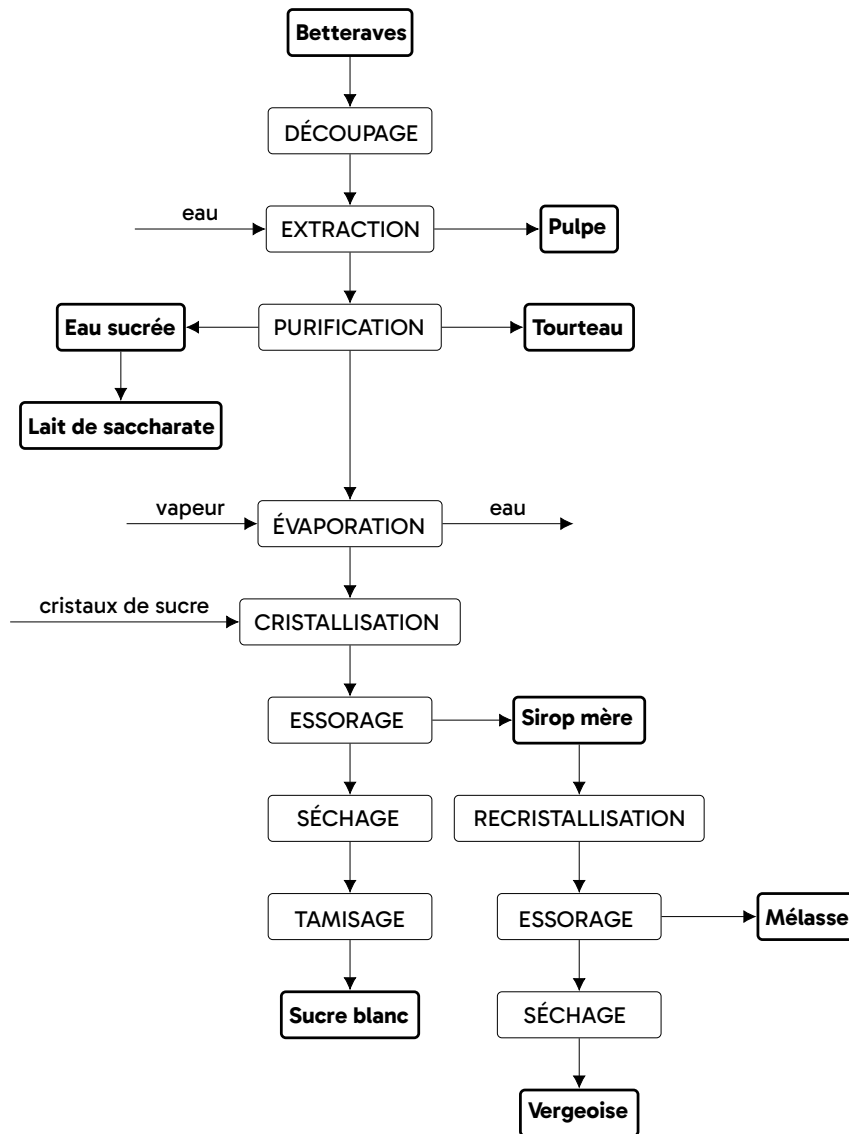 Betteraves
DÉCOUPAGE
eau
EXTRACTION
Pulpe
Eau sucrée
PURIFICATION
Tourteau
Lait de saccharate
vapeur
ÉVAPORATION
eau
cristaux de sucre
CRISTALLISATION
ESSORAGE
Sirop mère
SÉCHAGE
RECRISTALLISATION
TAMISAGE
ESSORAGE
Mélasse
Sucre blanc
SÉCHAGE
Vergeoise